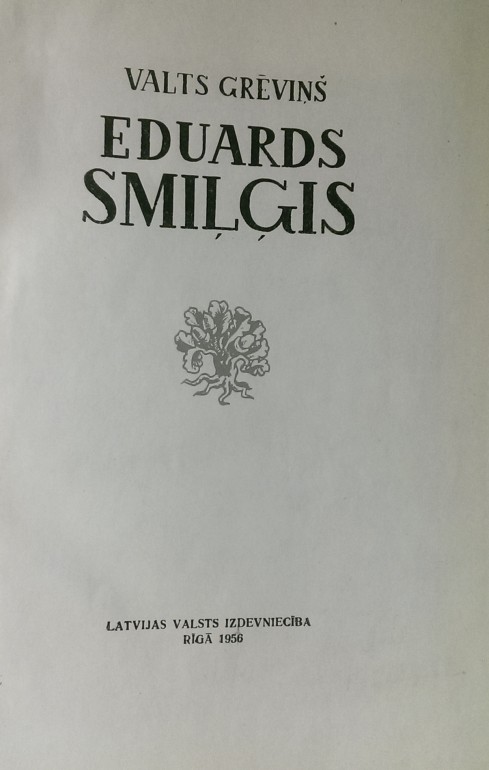 VALTS GRĒVIŅŠ
EDUARDS
SMIĻĢIS
LATVIJAS VALSTS IZDEVNIECĪBA
RĪGĀ 1956